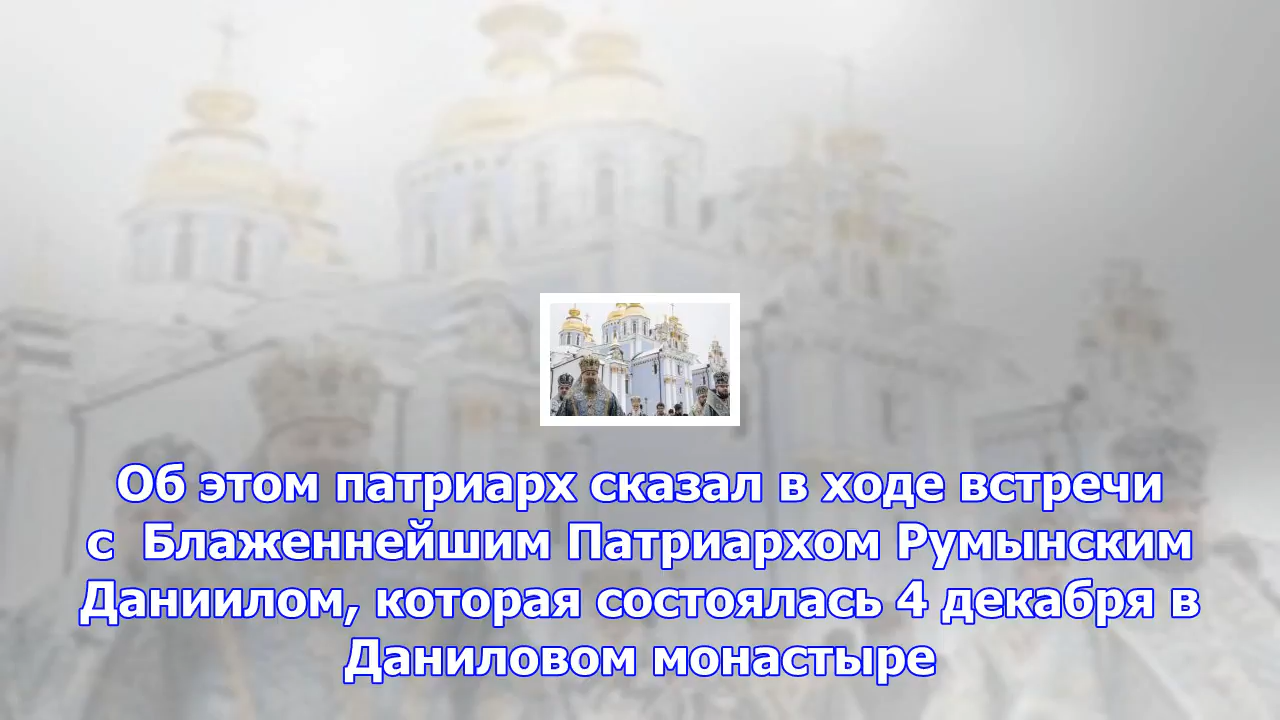 Об этом патриарх сказал в ходе встречи
с  Блаженнейшим Патриархом Румынским
Даниилом, которая состоялась 4 декабря в
Даниловом монастыре